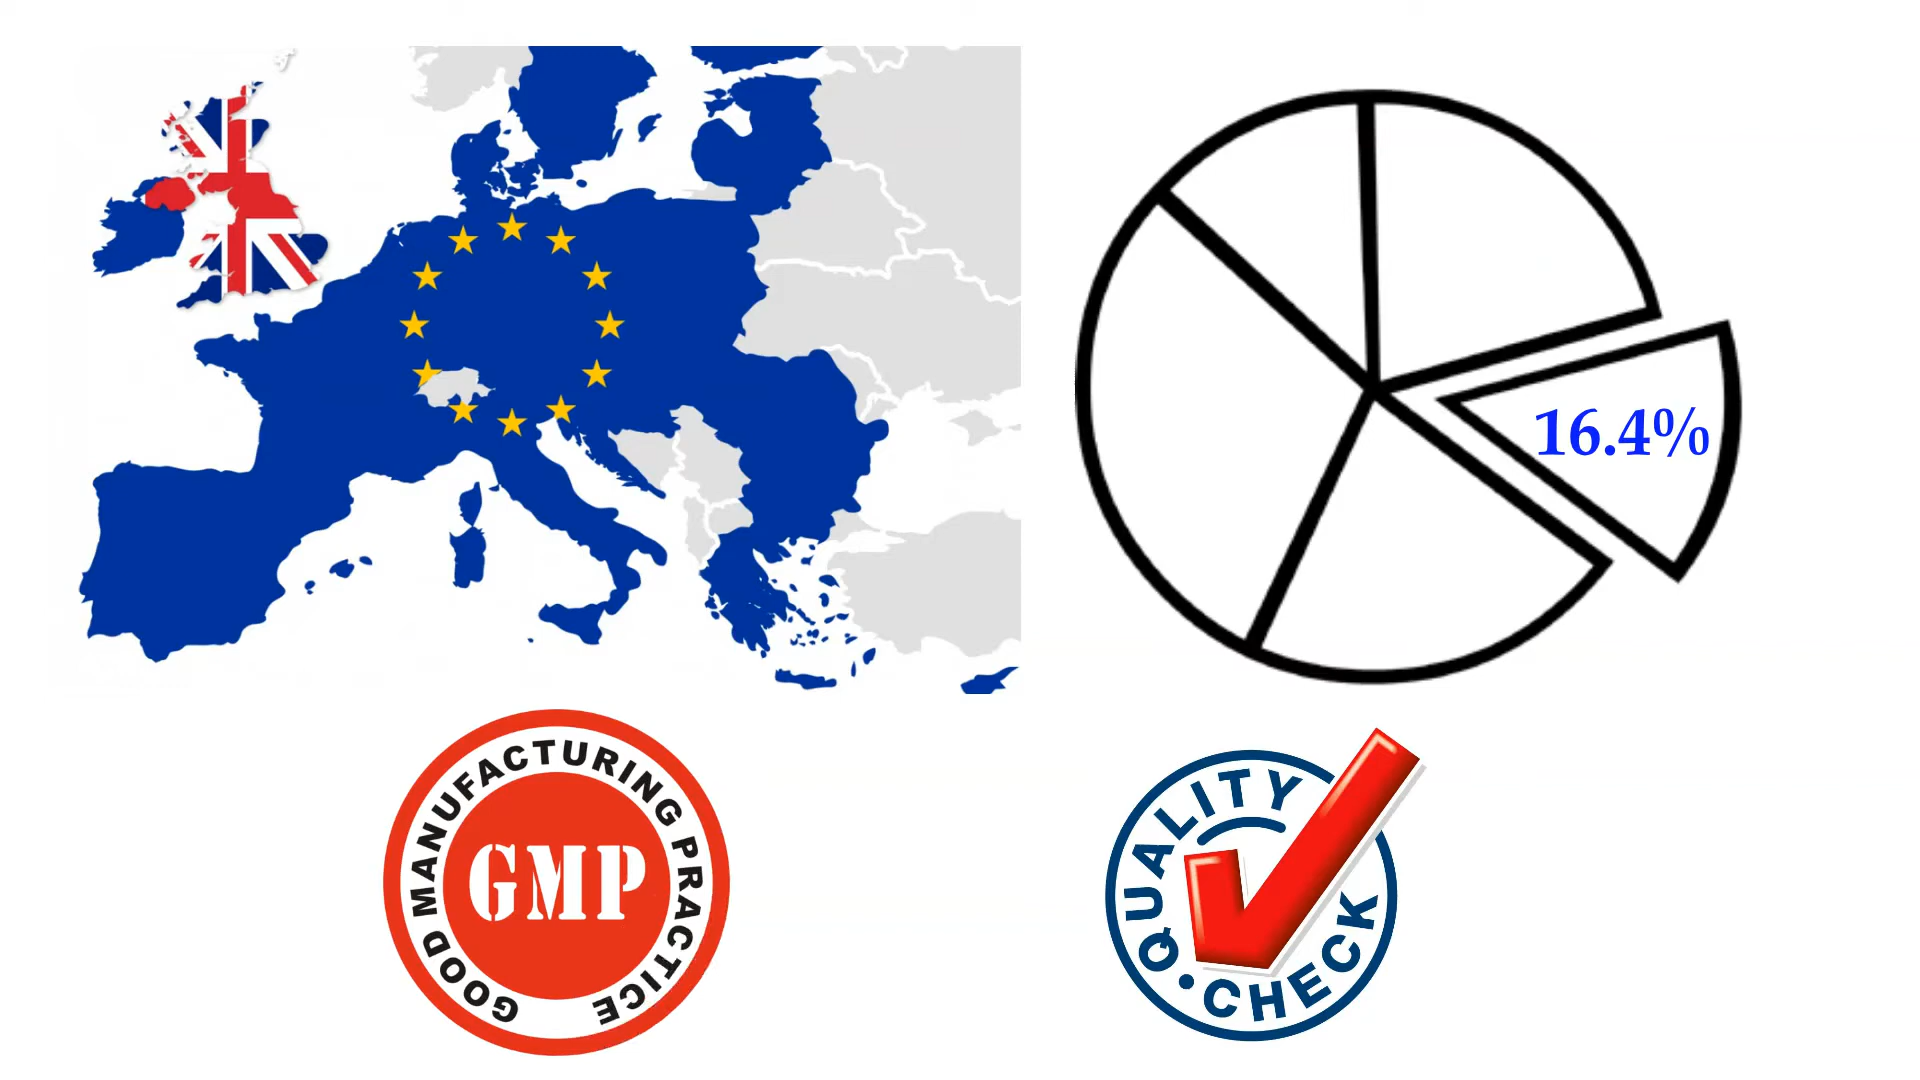 16.4%
GOOD MANUFACTURING PRACTICE
GMP
QUALITY
• CHECK